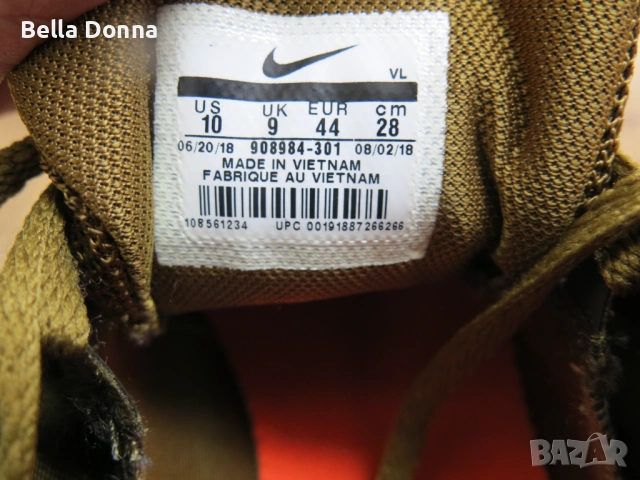 Bella Donna
VL
US UK EUR cm
10 9 44 28
06/20/18 908984-301 08/02/18
MADE IN VIETNAM
FABRIQUE AU VIETNAM
108561234 UPC 00191887266266
BAZAR